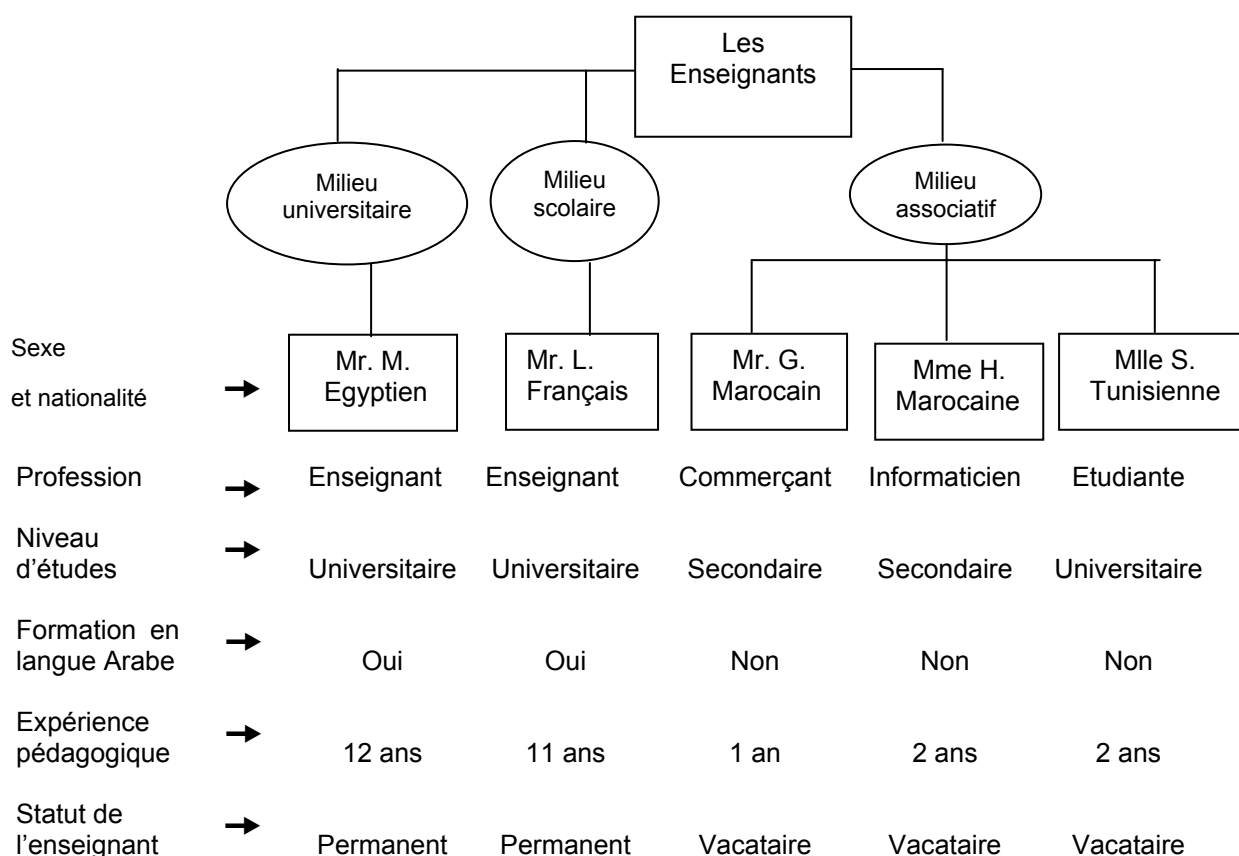 Les
Enseignants
Milieu
universitaire
Milieu
scolaire
Milieu
associatif
Sexe
et nationalité
Mr. M.
Egyptien
Mr. L.
Français
Mr. G.
Marocain
Mme H.
Marocaine
Mlle S.
Tunisienne
Profession
Enseignant Enseignant Commerçant Informaticien Etudiante
Niveau
d’études
Universitaire Universitaire Secondaire Secondaire Universitaire
Formation en
langue Arabe
Oui Oui Non Non Non
Expérience
pédagogique
12 ans 11 ans 1 an 2 ans 2 ans
Statut de
l’enseignant
Permanent Permanent Vacataire Vacataire Vacataire